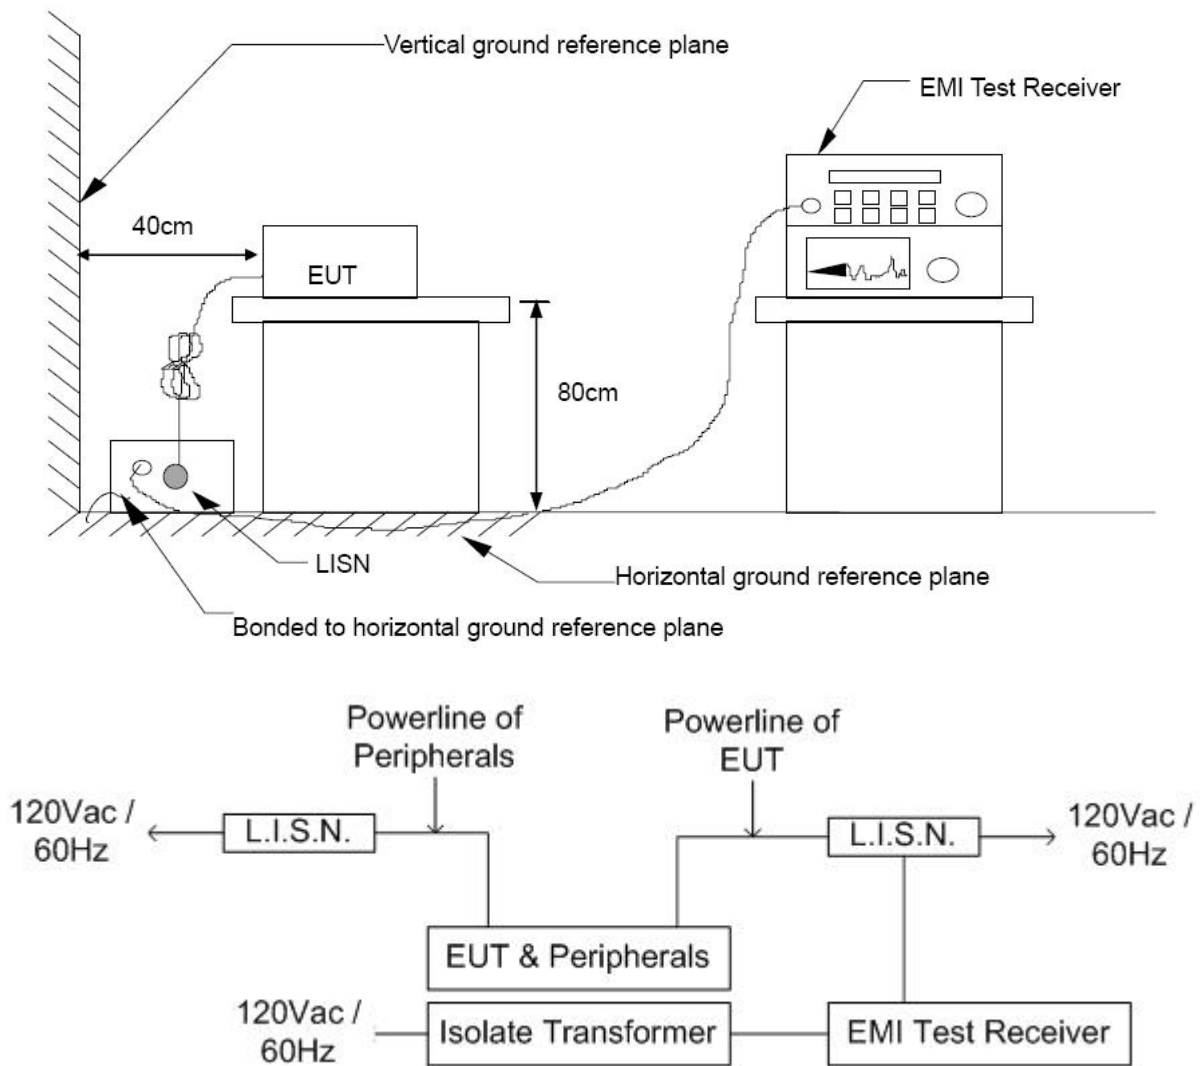 Vertical ground reference plane
EMI Test Receiver
40cm
EUT
80cm
LISN
Horizontal ground reference plane
Bonded to horizontal ground reference plane
Powerline of
Peripherals
Powerline of
EUT
120Vac /
60Hz
L.I.S.N.
L.I.S.N.
120Vac /
60Hz
EUT & Peripherals
120Vac /
60Hz
Isolate Transformer
EMI Test Receiver